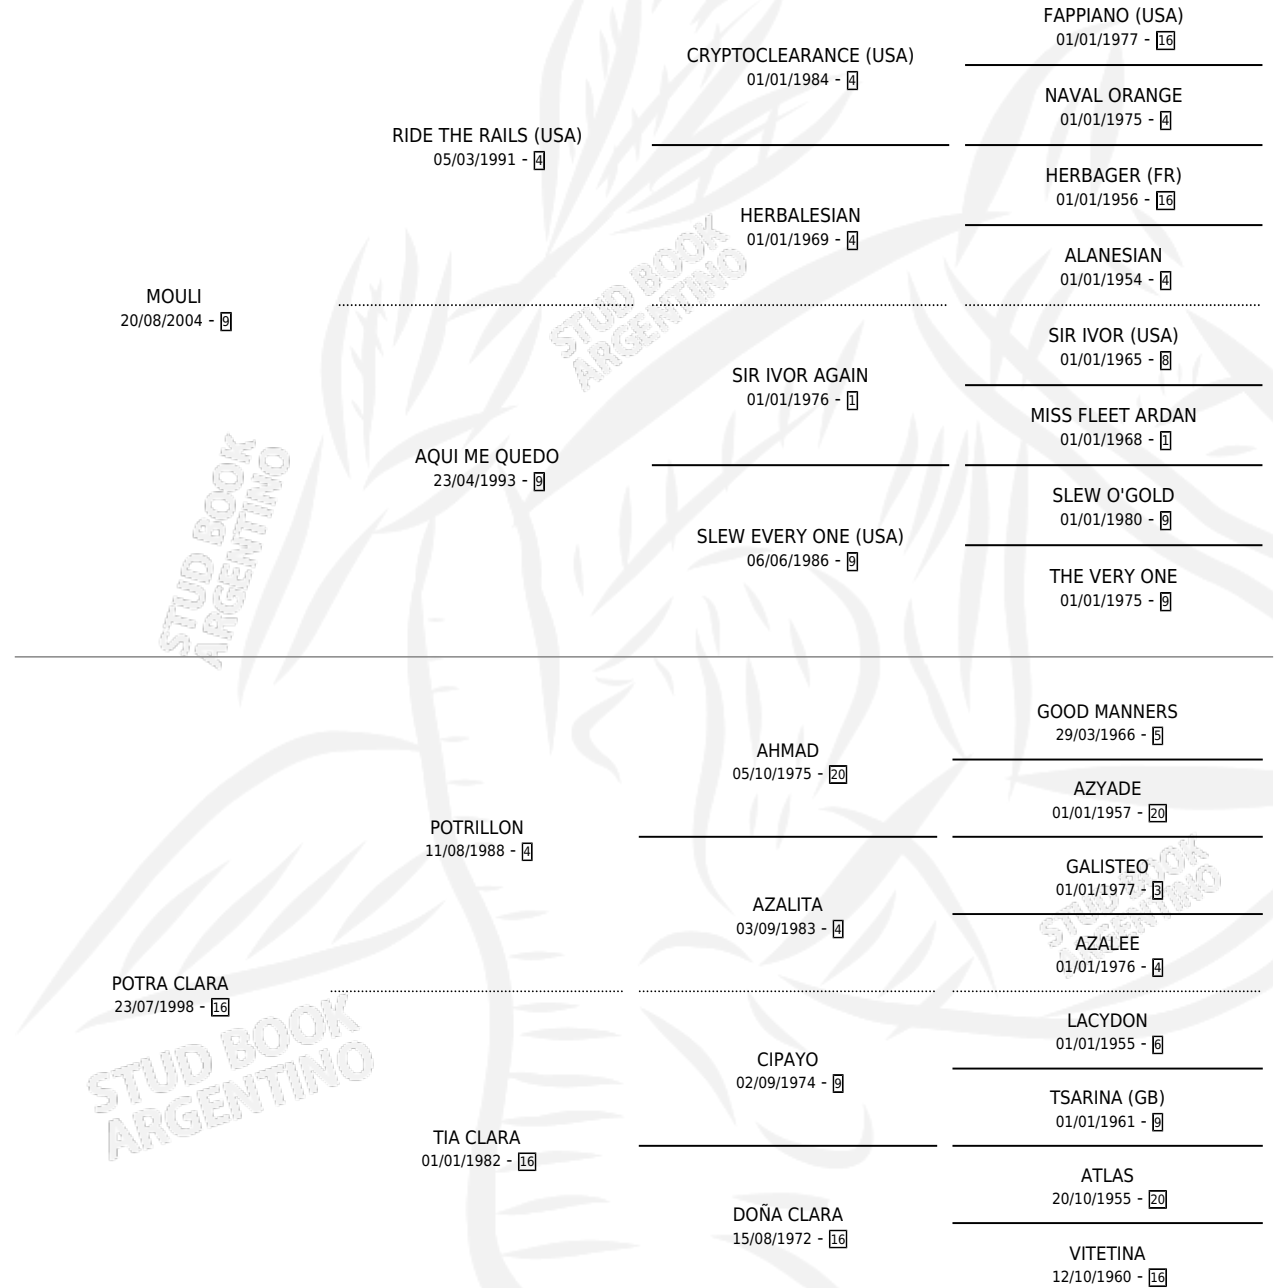 FAPPIANO (USA)
01/01/1977 - 16
CRYPTOCLEARANCE (USA)
01/01/1984 - 4
NAVAL ORANGE
01/01/1975 - 4
RIDE THE RAILS (USA)
05/03/1991 - 4
HERBAGER (FR)
01/01/1956 - 16
HERBALESIAN
01/01/1969 - 4
ALANESIAN
01/01/1954 - 4
MOULI
20/08/2004 - 9
SIR IVOR (USA)
01/01/1965 - 8
SIR IVOR AGAIN
01/01/1976 - 1
MISS FLEET ARDAN
01/01/1968 - 1
AQUI ME QUEDO
23/04/1993 - 9
SLEW O'GOLD
01/01/1980 - 9
SLEW EVERY ONE (USA)
06/06/1986 - 9
THE VERY ONE
01/01/1975 - 9
STUD BOOK
ARGENTINO
STUD BOOK
ARGENTINO
GOOD MANNERS
29/03/1966 - 5
AHMAD
05/10/1975 - 20
AZYADE
01/01/1957 - 20
POTRILLON
11/08/1988 - 4
GALISTEO
01/01/1977 - 3
AZALITA
03/09/1983 - 4
AZALEE
01/01/1976 - 4
STUD BOOK
ARGENTINO
POTRA CLARA
23/07/1998 - 16
LACYDON
01/01/1955 - 6
CIPAYO
02/09/1974 - 9
TSARINA (GB)
01/01/1961 - 9
STUD BOOK
ARGENTINO
TIA CLARA
01/01/1982 - 16
ATLAS
20/10/1955 - 20
DOÑA CLARA
15/08/1972 - 16
VITETINA
12/10/1960 - 16